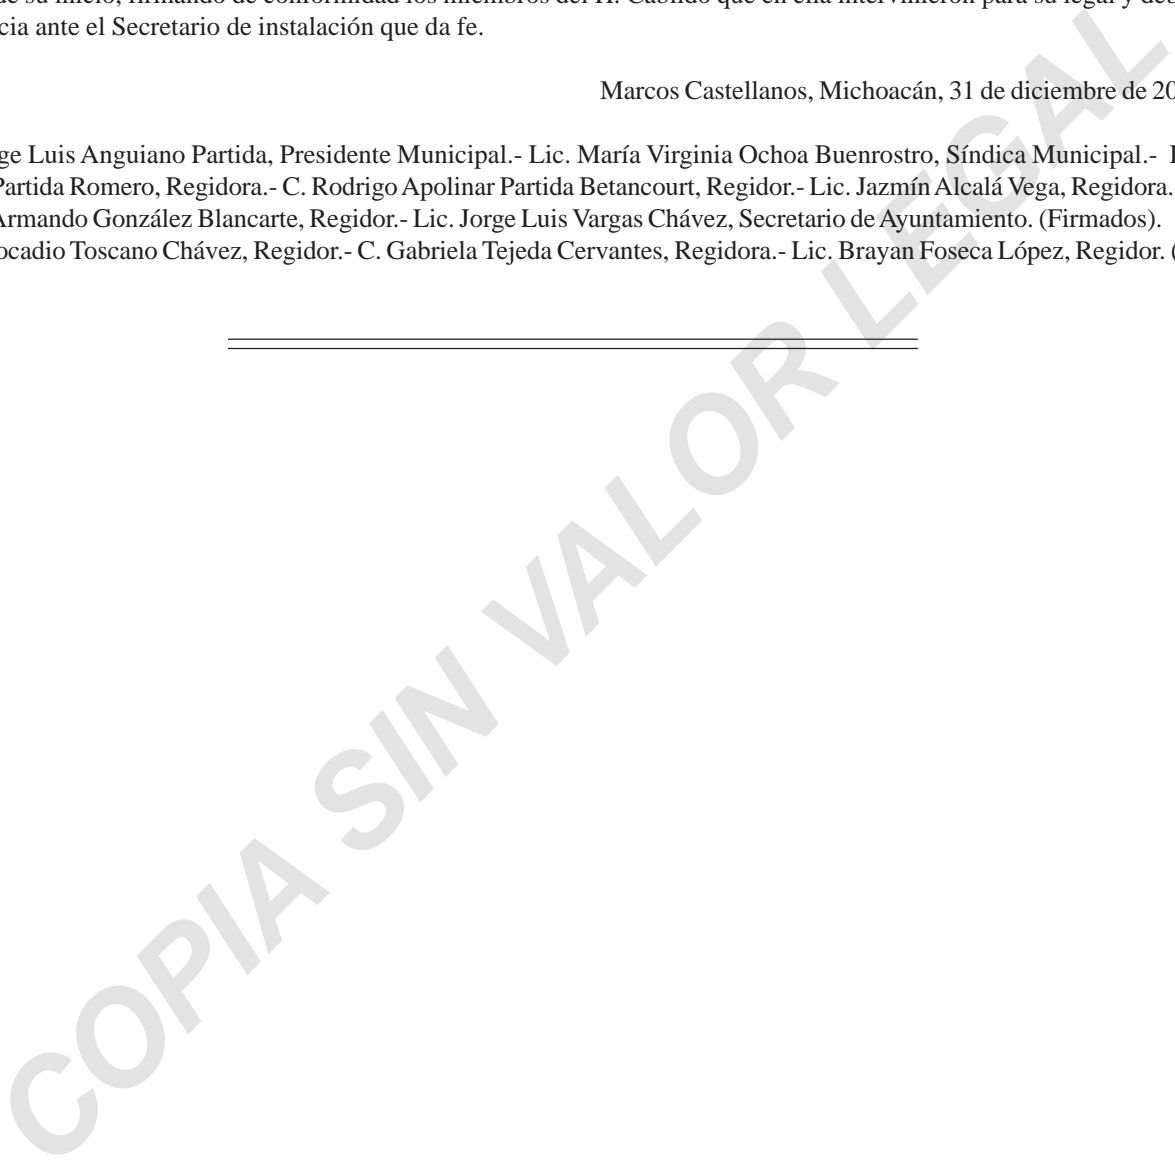 de su inicio, firmando de conformidad los miembros del H. Cabildo que en ella intervinieron para su legal y
cia ante el Secretario de instalación que da fe.
Marcos Castellanos, Michoacán, 31 de diciembre de 20
ge Luis Anguiano Partida, Presidente Municipal.- Lic. María Virginia Ochoa Buenrostro, Síndica Municipal.-
Partida Romero, Regidora.- C. Rodrigo Apolinar Partida Betancourt, Regidor.- Lic. Jazmín Alcalá Vega, Regidora.
Armando González Blancarte, Regidor.- Lic. Jorge Luis Vargas Chávez, Secretario de Ayuntamiento. (Firmados).
ocadio Toscano Chávez, Regidor.- C. Gabriela Tejeda Cervantes, Regidora.- Lic. Brayan Foseca López, Regidor. (
COPIA SIN VALOR LEGAL